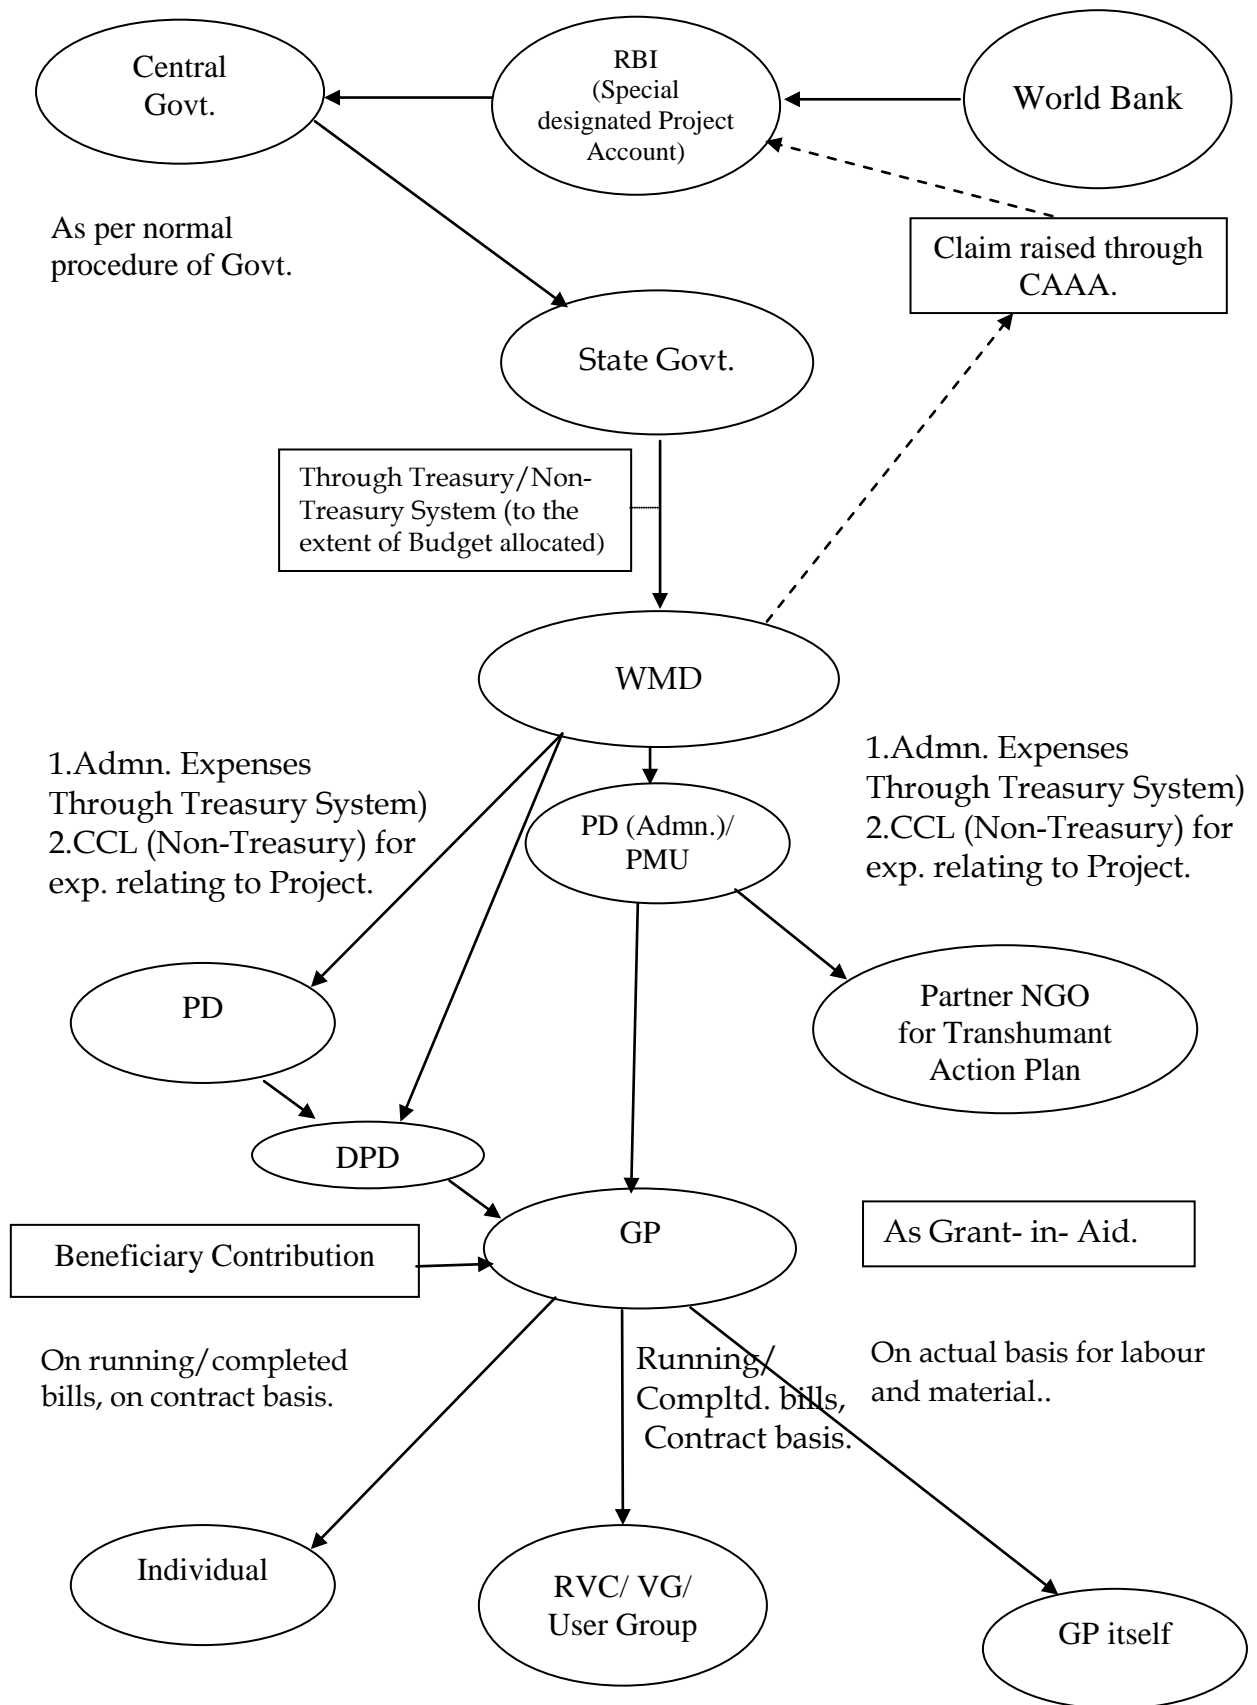 Central
Govt.
RBI
(Special
designated Project
Account)
World Bank
As per normal
procedure of Govt.
Claim raised through
CAAA.
State Govt.
Through Treasury/Non-
Treasury System (to the
extent of Budget allocated)
WMD
1.Admn. Expenses
Through Treasury System)
2.CCL (Non-Treasury) for
exp. relating to Project.
PD (Admn.)/
PMU
1.Admn. Expenses
Through Treasury System)
2.CCL (Non-Treasury) for
exp. relating to Project.
PD
Partner NGO
for Transhumant
Action Plan
DPD
GP
As Grant- in- Aid.
Beneficiary Contribution
On running/completed
bills, on contract basis.
Running/
Compltd. bills,
Contract basis.
On actual basis for labour
and material..
Individual
RVC/ VG/
User Group
GP itself